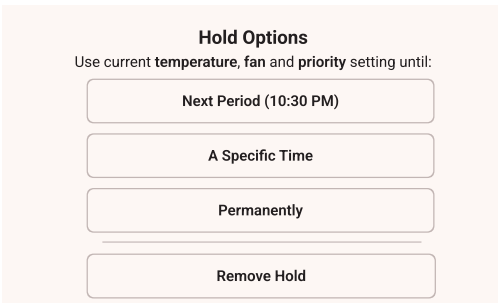 Hold Options
Use current temperature, fan and priority setting until:
Next Period (10:30 PM)
A Specific Time
Permanently
Remove Hold